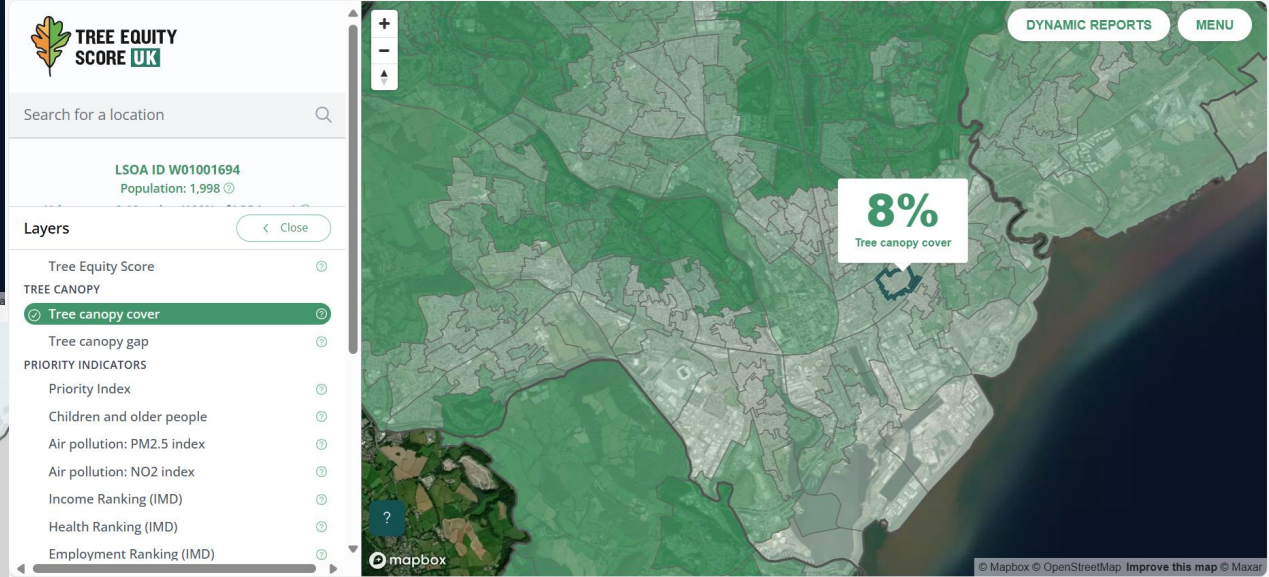 TREE EQUITY
SCORE UK
Search for a location
LSOA ID W01001694
Population: 1,998
Layers
Close
Tree Equity Score
TREE CANOPY
Tree canopy cover
Tree canopy gap
PRIORITY INDICATORS
Priority Index
Children and older people
Air pollution: PM2.5 index
Air pollution: NO2 index
Income Ranking (IMD)
Health Ranking (IMD)
Employment Ranking (IMD)
DYNAMIC REPORTS
MENU
8%
Tree canopy cover
?
mapbox
© Mapbox © OpenStreetMap Improve this map © Maxar